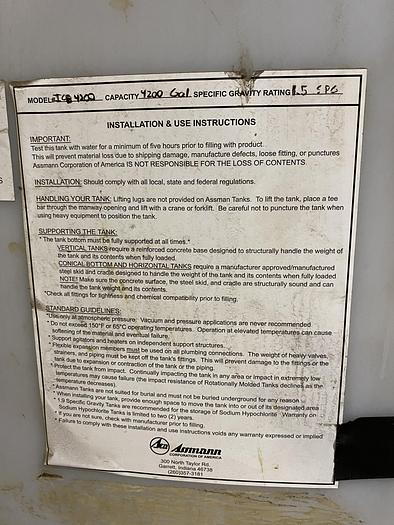 MODEL: ICB 4200 CAPACITY 4200 Gal. SPECIFIC GRAVITY RATING 1.5 SPG
INSTALLATION & USE INSTRUCTIONS
IMPORTANT:
Test this tank with water for a minimum of five hours prior to filling with product.
This will prevent material loss due to shipping damage, manufacture defects, loose fitting, or punctures
Assmann Corporation of America IS NOT RESPONSIBLE FOR THE LOSS OF CONTENTS.
INSTALLATION: Should comply with all local, state and federal regulations.
HANDLING YOUR TANK: Lifting lugs are not provided on Assman Tanks. To lift the tank, place a tee
bar through the manway opening and lift with a crane or forklift. Be careful not to puncture the tank when
using heavy equipment to position the tank.
SUPPORTING THE TANK:
* The tank bottom must be fully supported at all times.*
VERTICAL TANKS require a reinforced concrete base designed to structurally handle the weight of
the tank and its contents when fully loaded.
CONICAL BOTTOM AND HORIZONTAL TANKS require a manufacturer approved/manufactured
steel skid and cradle designed to handle the weight of the tank and its contents when fully loaded
NOTE! Make sure the concrete surface, the steel skid, and cradle are structurally sound and can
handle the tank weight and its contents.
*Check all fittings for tightness and chemical compatibility prior to filling.
STANDARD GUIDELINES:
*Use only at atmospheric pressure: Vacuum and pressure applications are never recommended
* Do not exceed 150°F or 65°C operating temperatures. Operation at elevated temperatures can cause
softening of the material and eventual failure.
* Support agitators and heaters on independent support structures.
* Flexible expansion members must be used on all plumbing connections. The weight of heavy valves,
strainers, and piping must be kept off the tank's fittings. This will prevent damage to the fittings or the
tank due to expansion or contraction of the tank or the piping.
* Protect the tank from impact. Continually impacting the tank in any area or impact in extremely low
temperatures may cause failure (the impact resistance of Rotationally Molded Tanks declines as the
temperature decreases).
* Assmann Tanks are not tested for burial and must not be buried underground for any reason
* When installing your tank, provide enough space to move the tank into or out of its designated area
* 1.9 Specific Gravity Tanks are recommended for the storage of Sodium Hypochlorite. Warranty on
Sodium Hypochlorite Tanks is limited to two (2) years.
* If you are not sure, check with manufacturer prior to filling.
* Failure to comply with these installation and use instructions voids any warranty expressed or implied
Assmann
CORPORATION OF AMERICA
300 North Taylor Rd.
Garrett, Indiana 46738
(260)357-3181
S